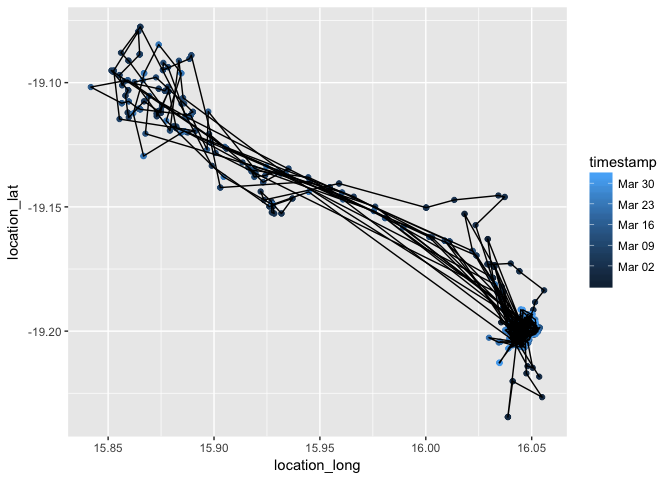 -19.10
-19.15
-19.20
location_lat
15.85
15.90
15.95
16.00
16.05
location_long
timestamp
Mar 30
Mar 23
Mar 16
Mar 09
Mar 02